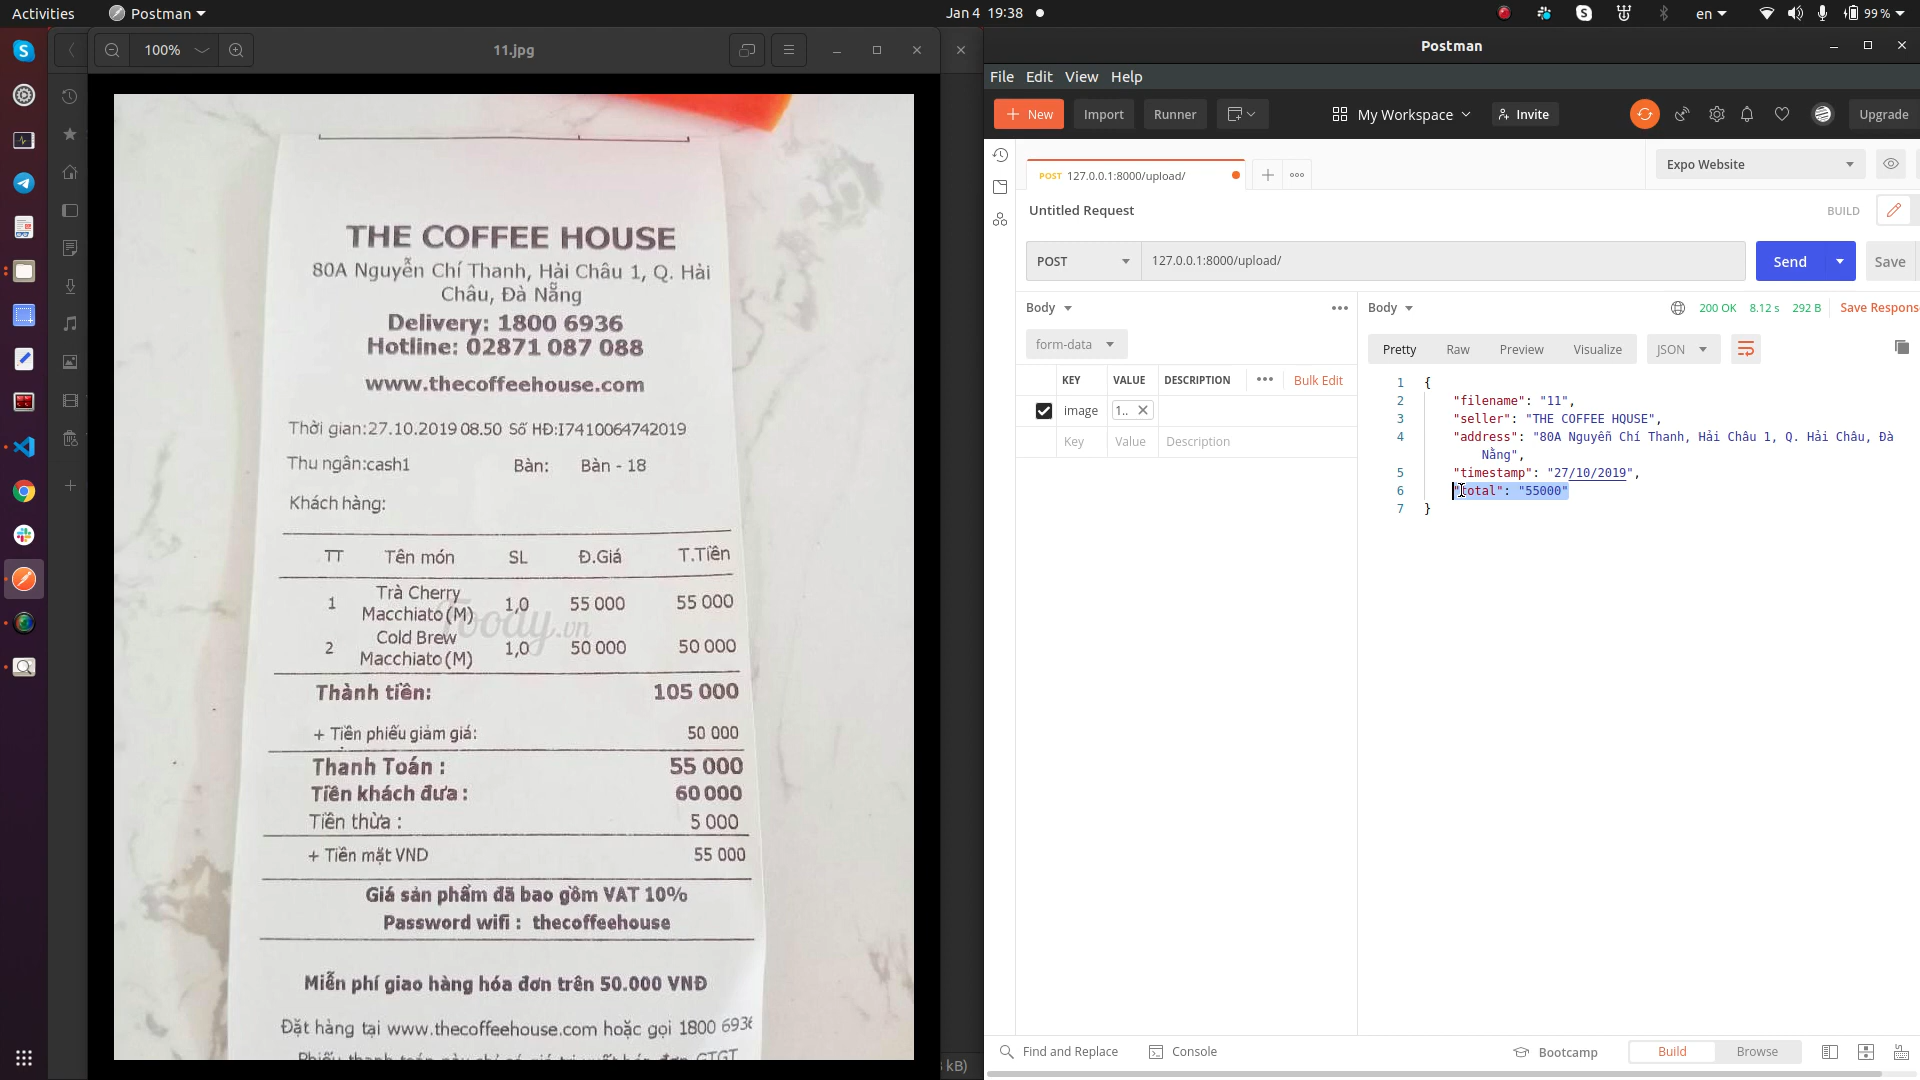 Activities Postman Jan 4 19:38 en 99 %
100% 11.jpg
THE COFFEE HOUSE
80A Nguyễn Chí Thanh, Hải Châu 1, Q. Hải
Châu, Đà Nẵng
Delivery: 1800 6936
Hotline: 02871 087 088
www.thecoffeehouse.com
Thời gian:27.10.2019 08.50 Số HĐ:I7410064742019
Thu ngân:cash1 Bàn: Bàn - 18
Khách hàng:
TT Tên món SL Đ.Giá T.Tiền
1 Trà Cherry Macchiato(M) 1,0 55 000 55 000
2 Cold Brew Macchiato(M) 1,0 50 000 50 000
Foody.vn
Thành tiền: 105 000
+ Tiền phiếu giảm giá: 50 000
Thanh Toán : 55 000
Tiền khách đưa : 60 000
Tiền thừa : 5 000
+ Tiền mặt VND 55 000
Giá sản phẩm đã bao gồm VAT 10%
Password wifi : thecoffeehouse
Miễn phí giao hàng hóa đơn trên 50.000 VNĐ
Đặt hàng tại www.thecoffeehouse.com hoặc gọi 1800 6936
kB)
Postman
File Edit View Help
New Import Runner My Workspace Invite Upgrade
POST 127.0.0.1:8000/upload/ Expo Website
Untitled Request BUILD
POST 127.0.0.1:8000/upload/ Send Save
Body
form-data
KEY VALUE DESCRIPTION Bulk Edit
image 1..
Key Value Description
Body 200 OK 8.12 s 292 B Save Respons
Pretty Raw Preview Visualize JSON
1 {
2 "filename": "11",
3 "seller": "THE COFFEE HQUSE",
4 "address": "80A Nguyễn Chí Thanh, Hải Châu 1, Q. Hải Châu, Đà
Nẵng",
5 "timestamp": "27/10/2019",
6 "total": "55000"
7 }
Find and Replace Console Bootcamp Build Browse